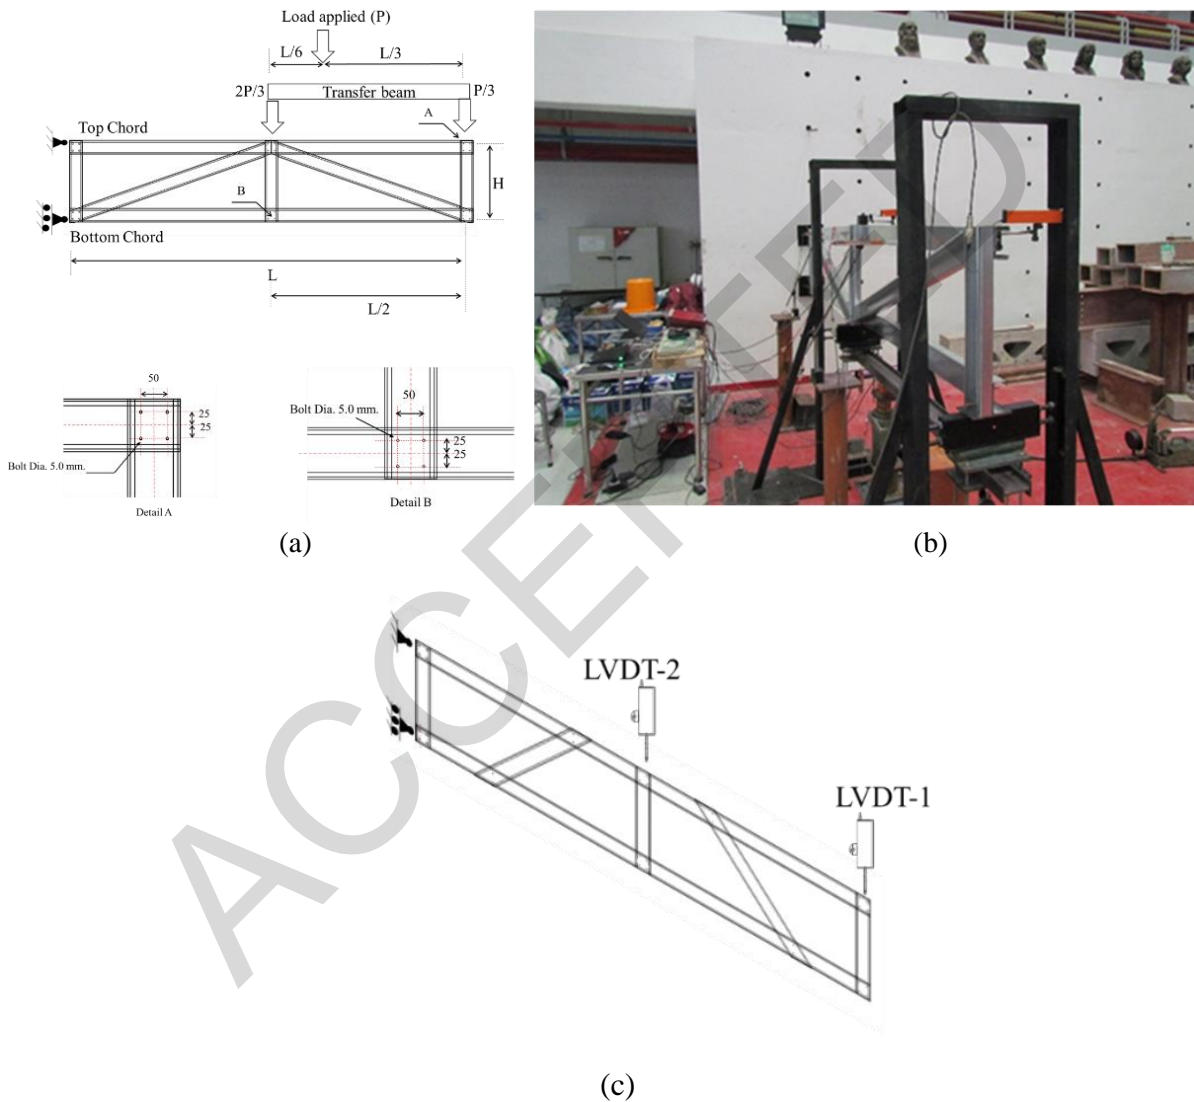 Load applied (P)
L/6
L/3
2P/3
Transfer beam
P/3
A
Top Chord
H
B
Bottom Chord
L
L/2
50
25
25
Bolt Dia. 5.0 mm.
Detail A
50
Bolt Dia. 5.0 mm.
25
25
Detail B
(a)
(b)
LVDT-2
LVDT-1
(c)
ACCEPTED